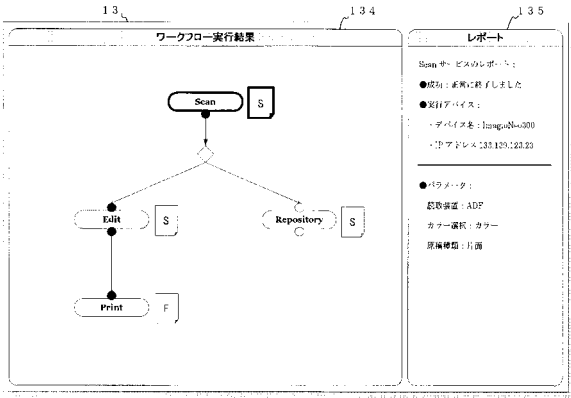 13
134
135
ワークフロー実行結果
レポート
Scan
S
Edit
S
Repository
S
Print
F
Scan サービスのレポート：
●成功：正常に終了しました
●実行デバイス：
・デバイス名：
・IP アドレス 133.139.123.23
●パラメータ：
読取装置：ADF
カラー選択：カラー
原稿種類：片面